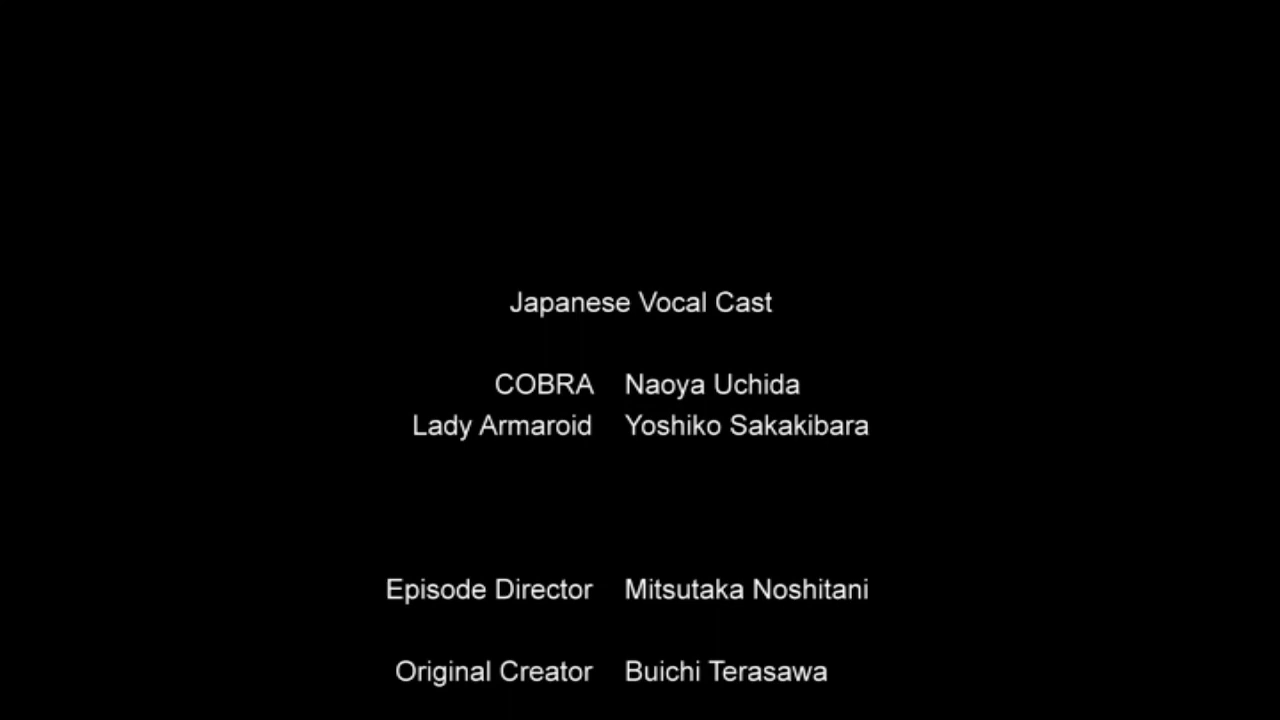 Japanese Vocal Cast
COBRA Naoya Uchida
Lady Armaroid Yoshiko Sakakibara
Episode Director Mitsutaka Noshitani
Original Creator Buichi Terasawa